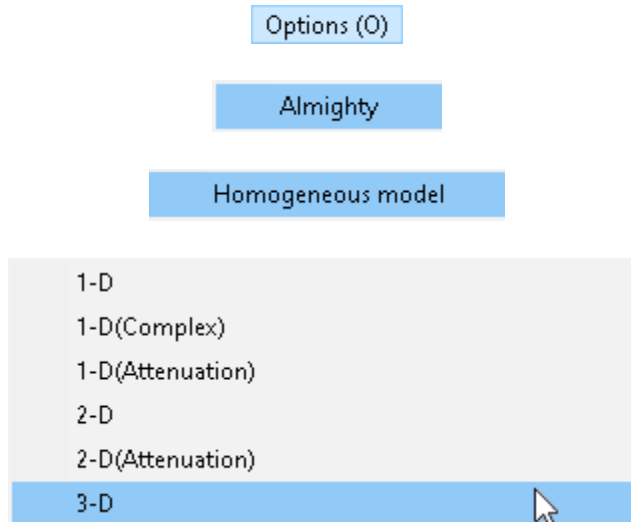 Options (O)
Almighty
Homogeneous model
1-D
1-D(Complex)
1-D(Attenuation)
2-D
2-D(Attenuation)
3-D